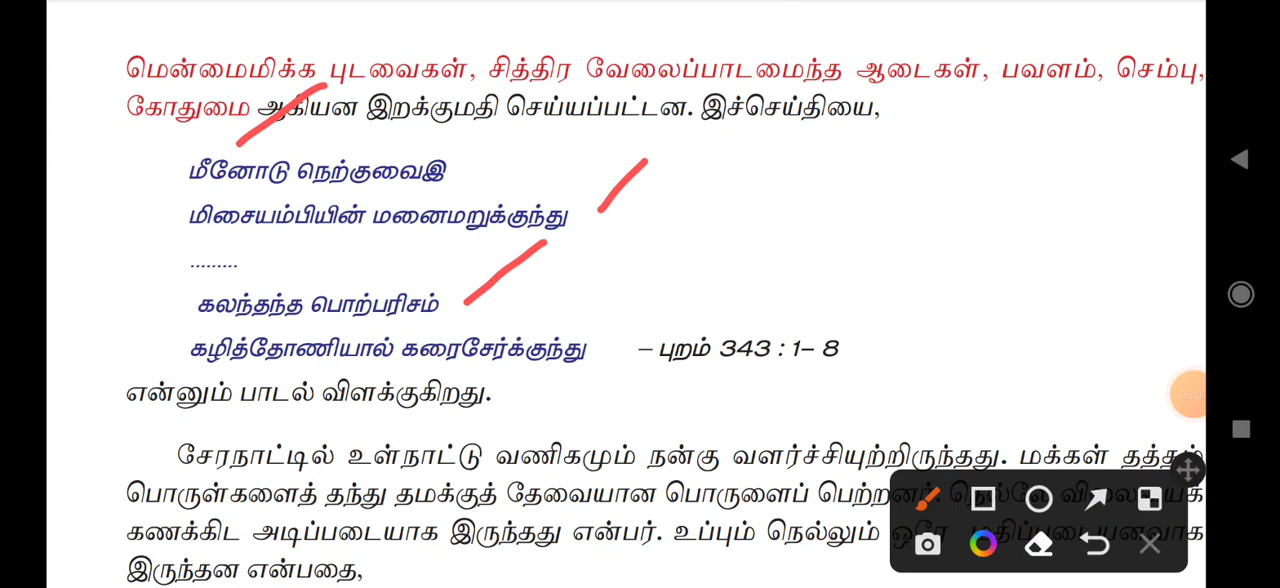 மென்மைமிக்க புடவைகள், சித்திர வேலைப்பாடமைந்த ஆடைகள், பவளம், செம்பு,
கோதுமை ஆகியன இறக்குமதி செய்யப்பட்டன. இச்செய்தியை,
மீனோடு நெற்குவைஇ
மிசையம்பியின் மனைமறுக்குந்து
.........
கலந்தந்த பொற்பரிசம்
கழித்தோணியால் கரைசேர்க்குந்து – புறம் 343 : 1– 8
என்னும் பாடல் விளக்குகிறது.
சேரநாட்டில் உள்நாட்டு வணிகமும் நன்கு வளர்ச்சியுற்றிருந்தது. மக்கள் தத்தம்
பொருள்களைத் தந்து தமக்குத் தேவையான பொருளைப் பெற்றனர். நெல்லே
கணக்கிட அடிப்படையாக இருந்தது என்பர். உப்பும் நெல்லும் ஒரே மதிப்புடையனவாக
இருந்தன என்பதை,